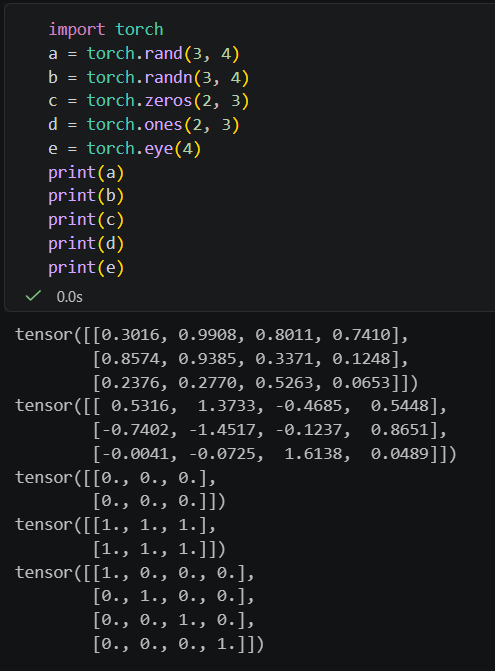 import torch
a = torch.rand(3, 4)
b = torch.randn(3, 4)
c = torch.zeros(2, 3)
d = torch.ones(2, 3)
e = torch.eye(4)
print(a)
print(b)
print(c)
print(d)
print(e)
0.0s
tensor([[0.3016, 0.9908, 0.8011, 0.7410],
        [0.8574, 0.9385, 0.3371, 0.1248],
        [0.2376, 0.2770, 0.5263, 0.0653]])
tensor([[ 0.5316,  1.3733, -0.4685,  0.5448],
        [-0.7402, -1.4517, -0.1237,  0.8651],
        [-0.0041, -0.0725,  1.6138,  0.0489]])
tensor([[0., 0., 0.],
        [0., 0., 0.]])
tensor([[1., 1., 1.],
        [1., 1., 1.]])
tensor([[1., 0., 0., 0.],
        [0., 1., 0., 0.],
        [0., 0., 1., 0.],
        [0., 0., 0., 1.]])